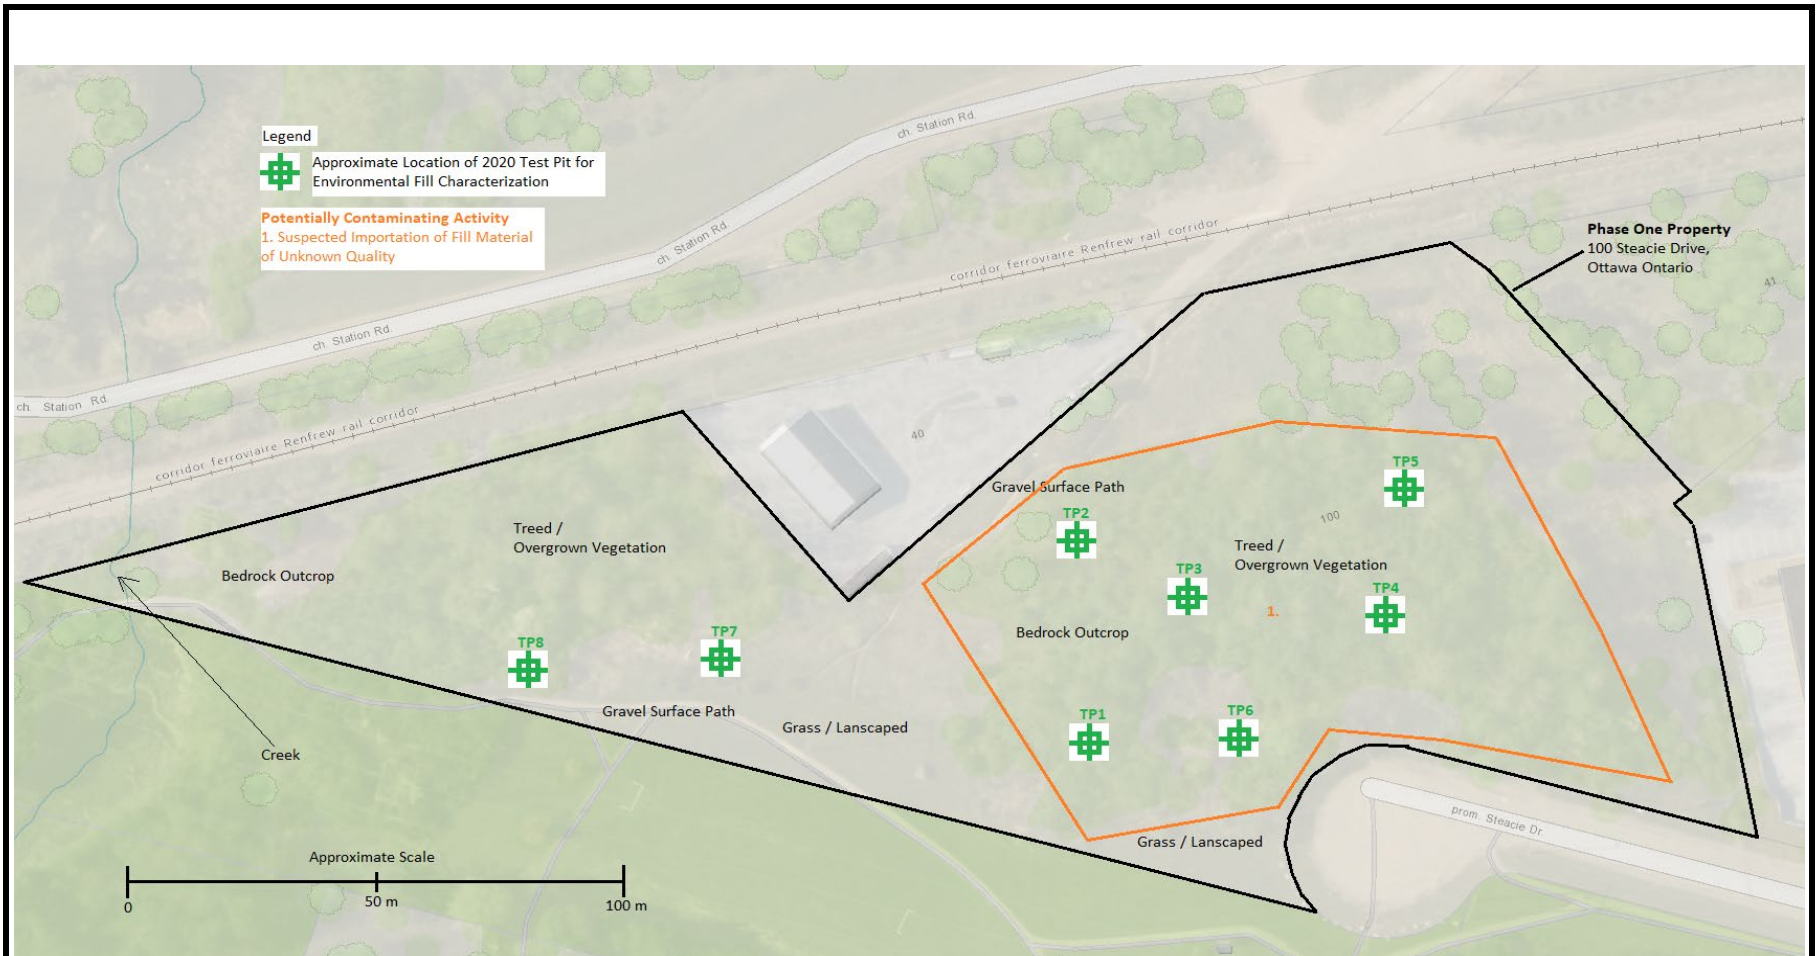 Legend
Approximate Location of 2020 Test Pit for
Environmental Fill Characterization
Potentially Contaminating Activity
1. Suspected Importation of Fill Material
of Unknown Quality
ch. Station Rd.
ch. Station Rd.
ch. Station Rd.
ch. Station Rd.
corridor ferroviaire Renfrew rail corridor
corridor ferroviaire Renfrew rail corridor
Phase One Property
100 Steacie Drive,
Ottawa Ontario
41
40
Gravel Surface Path
TP5
TP2
100
Treed /
Overgrown Vegetation
Treed /
Overgrown Vegetation
TP3
TP4
Bedrock Outcrop
1.
Bedrock Outcrop
TP8
TP7
TP1
TP6
Gravel Surface Path
Grass / Lanscaped
Creek
Grass / Lanscaped
prom. Steacie Dr.
Approximate Scale
0
50 m
100 m